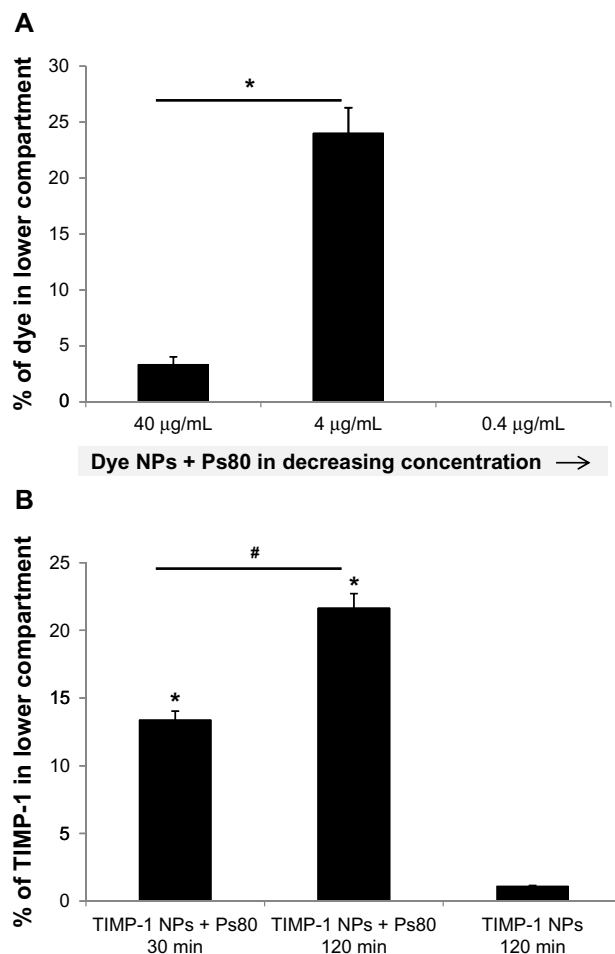 A
% of dye in lower compartment
30
25
20
15
10
5
0
*
40 μg/mL
4 μg/mL
0.4 μg/mL
Dye NPs + Ps80 in decreasing concentration →
B
% of TIMP-1 in lower compartment
25
20
15
10
5
0
#
*
*
TIMP-1 NPs + Ps80
30 min
TIMP-1 NPs + Ps80
120 min
TIMP-1 NPs
120 min